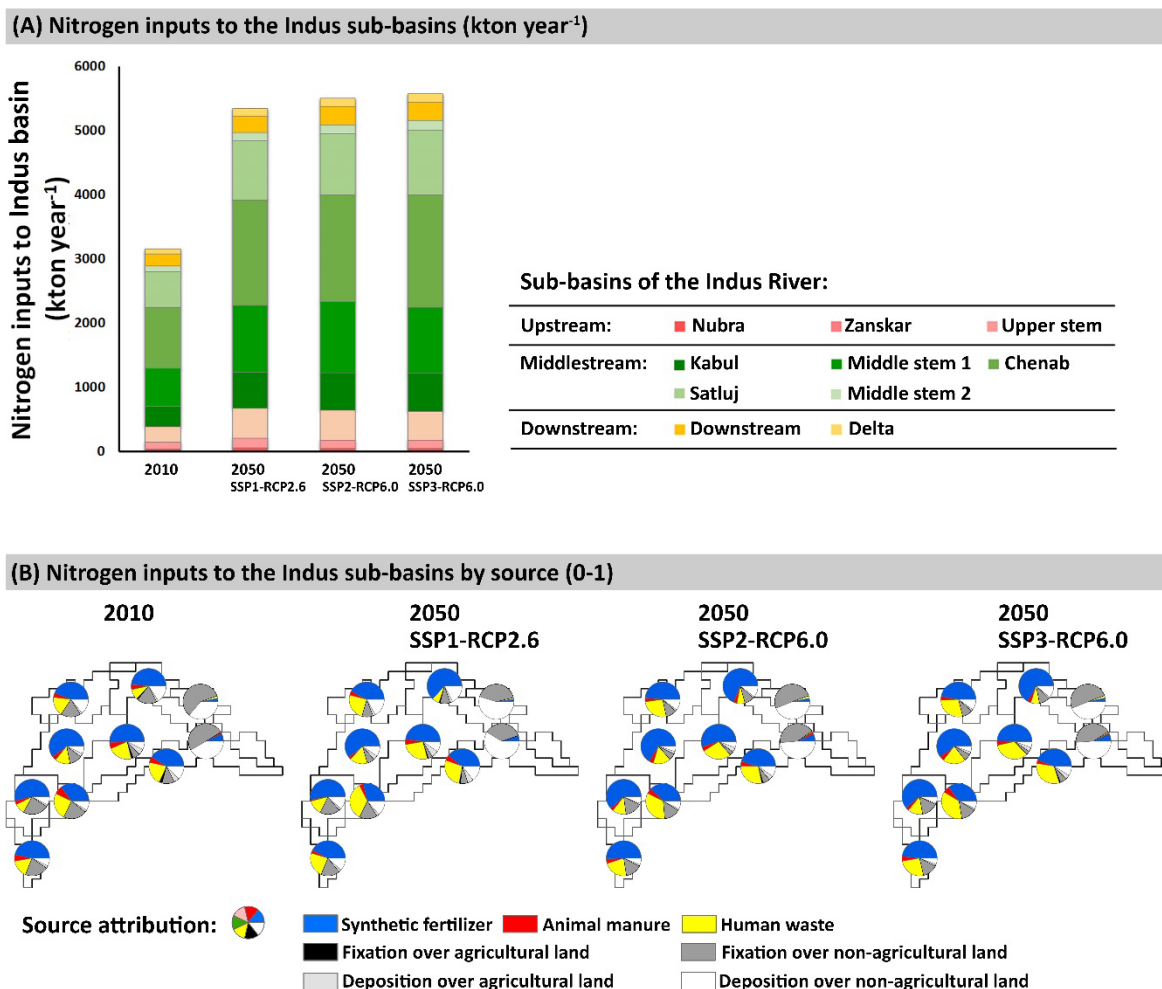 (A) Nitrogen inputs to the Indus sub-basins (kton year⁻¹)
Nitrogen inputs to Indus basin
(kton year⁻¹)
6000
5000
4000
3000
2000
1000
0
2010
2050
SSP1-RCP2.6
2050
SSP2-RCP6.0
2050
SSP3-RCP6.0
Sub-basins of the Indus River:
Upstream: Nubra Zanskar Upper stem
Middlestream: Kabul Middle stem 1 Chenab
Satluj Middle stem 2
Downstream: Downstream Delta
(B) Nitrogen inputs to the Indus sub-basins by source (0-1)
2010
2050
SSP1-RCP2.6
2050
SSP2-RCP6.0
2050
SSP3-RCP6.0
Source attribution:
Synthetic fertilizer Animal manure Human waste
Fixation over agricultural land Fixation over non-agricultural land
Deposition over agricultural land Deposition over non-agricultural land